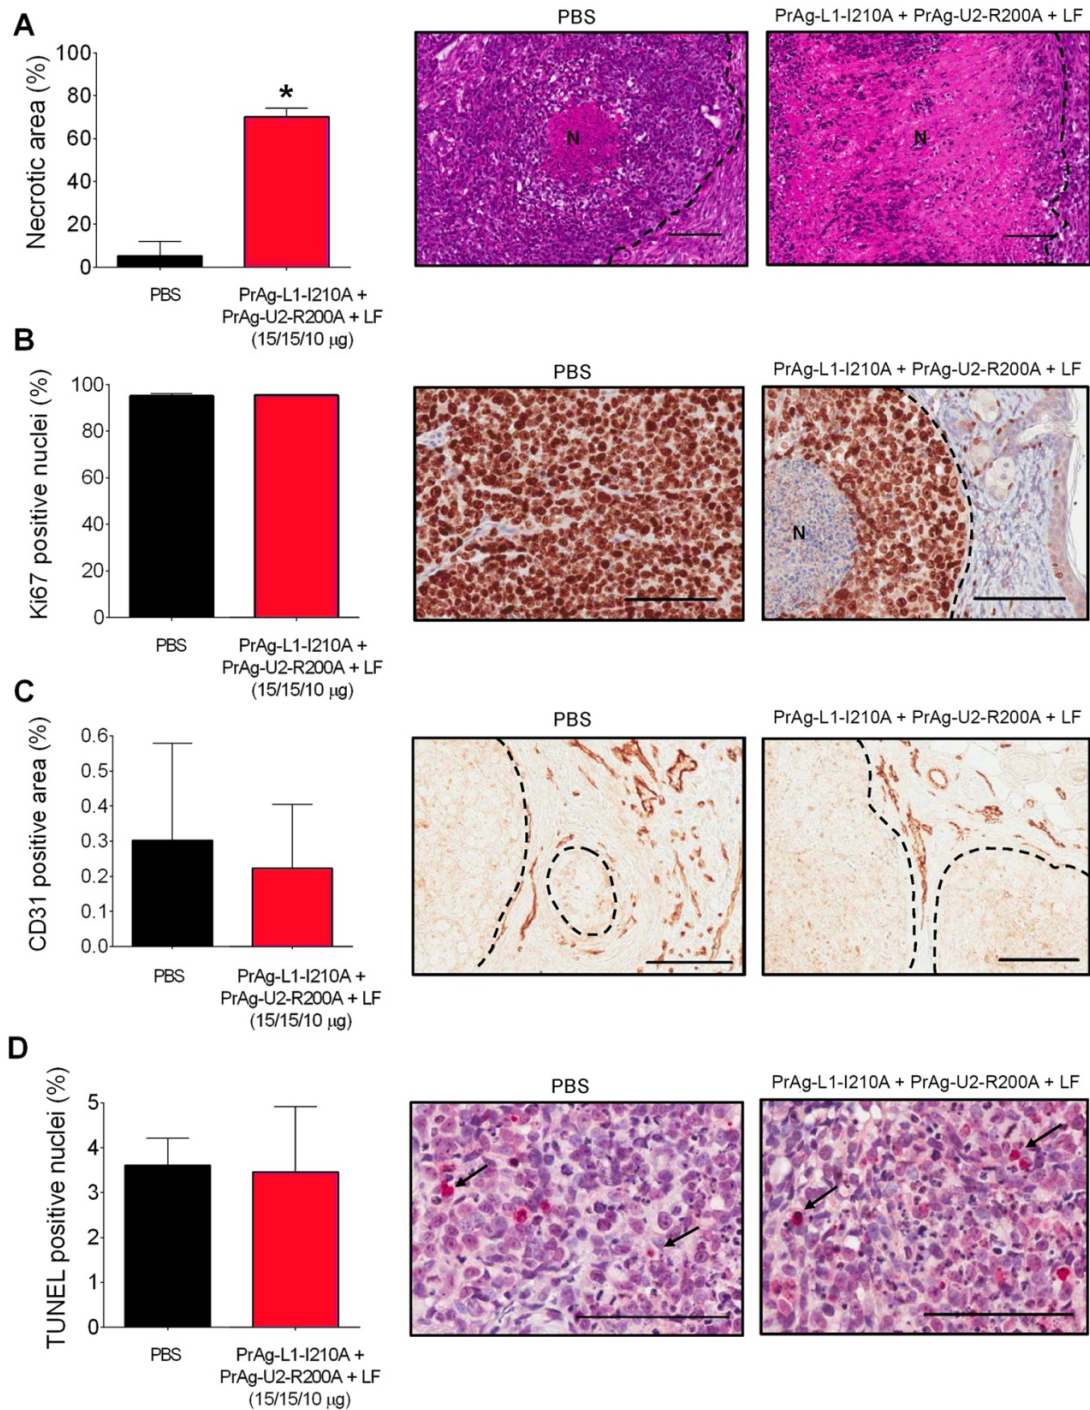 A
PBS
PrAg-L1-I210A + PrAg-U2-R200A + LF
Necrotic area (%)
100
80
60
40
20
0
*
N
N
PBS
PrAg-L1-I210A +
PrAg-U2-R200A + LF
(15/15/10 µg)
B
PBS
PrAg-L1-I210A + PrAg-U2-R200A + LF
Ki67 positive nuclei (%)
100
80
60
40
20
0
N
PBS
PrAg-L1-I210A +
PrAg-U2-R200A + LF
(15/15/10 µg)
C
PBS
PrAg-L1-I210A + PrAg-U2-R200A + LF
CD31 positive area (%)
0.6
0.5
0.4
0.3
0.2
0.1
0.0
PBS
PrAg-L1-I210A +
PrAg-U2-R200A + LF
(15/15/10 µg)
D
PBS
PrAg-L1-I210A + PrAg-U2-R200A + LF
TUNEL positive nuclei (%)
5
4
3
2
1
0
PBS
PrAg-L1-I210A +
PrAg-U2-R200A + LF
(15/15/10 µg)